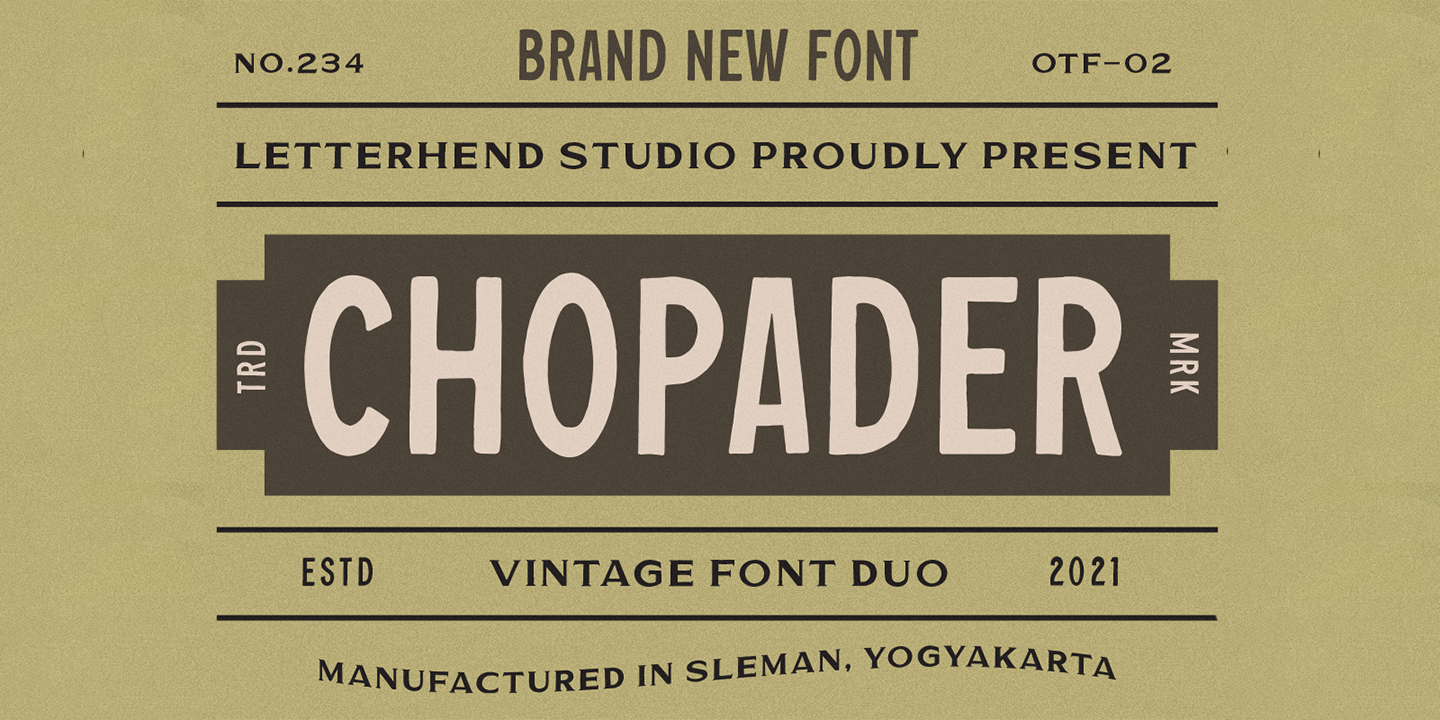 NO.234 BRAND NEW FONT OTF-02
LETTERHEND STUDIO PROUDLY PRESENT
TRD CHOPADER MRK
ESTD VINTAGE FONT DUO 2021
MANUFACTURED IN SLEMAN, YOGYAKARTA